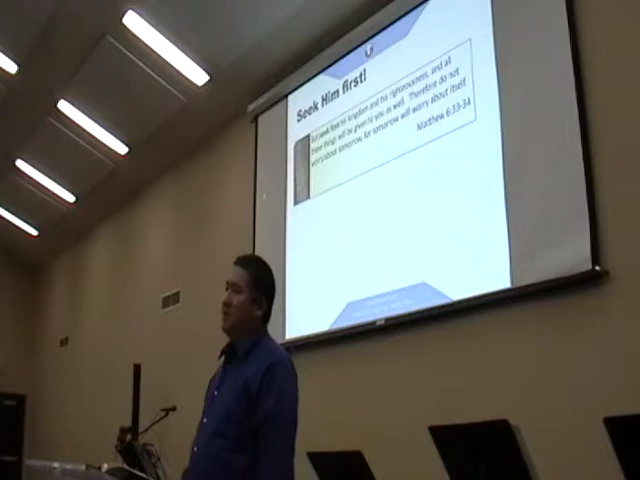 Seek Him first!
But seek first his kingdom and his righteousness, and all
these things will be given to you as well. Therefore do not
worry about tomorrow, for tomorrow will worry about itself.
Matthew 6:33-34